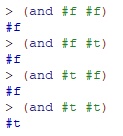 > (and #f #f)
#f
> (and #f #t)
#f
> (and #t #f)
#f
> (and #t #t)
#t